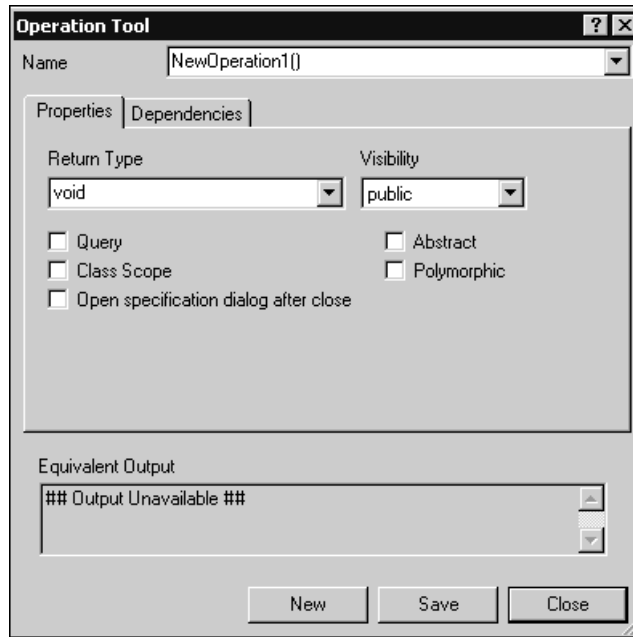 Operation Tool
Name NewOperation1()
Properties Dependencies
Return Type Visibility
void public
Query Abstract
Class Scope Polymorphic
Open specification dialog after close
Equivalent Output
## Output Unavailable ##
New Save Close